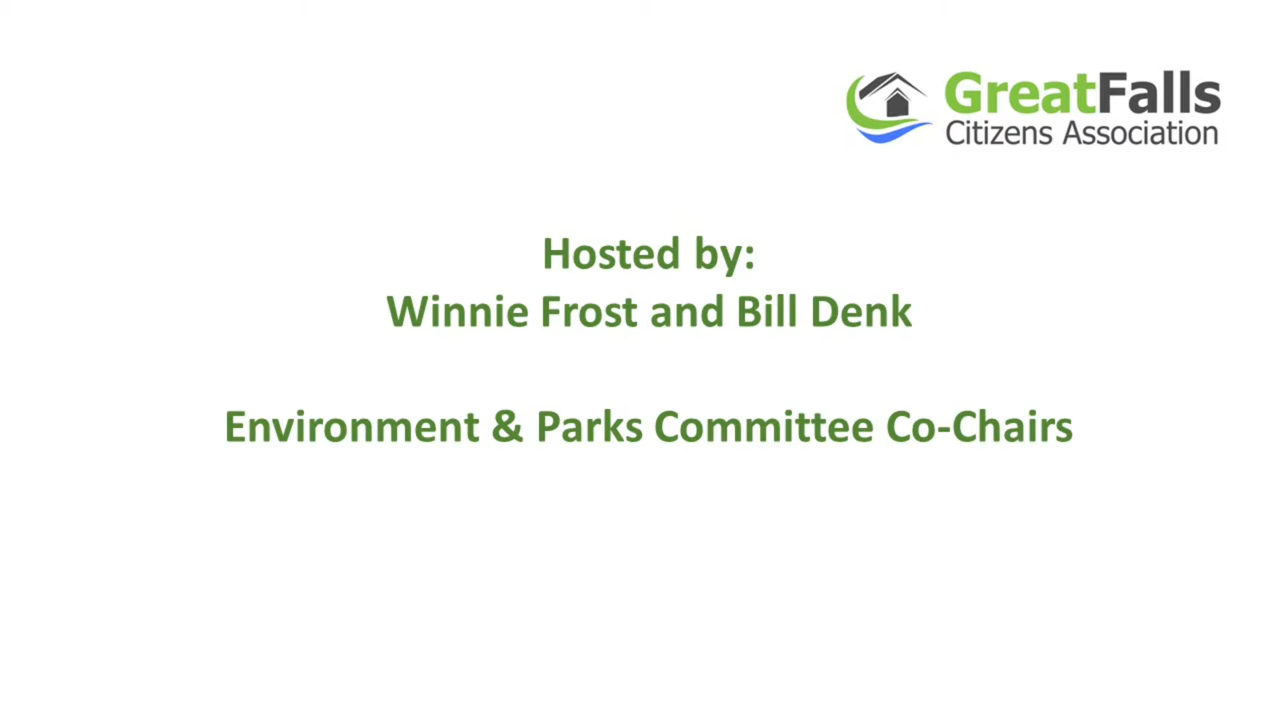 GreatFalls
Citizens Association
Hosted by:
Winnie Frost and Bill Denk
Environment & Parks Committee Co-Chairs